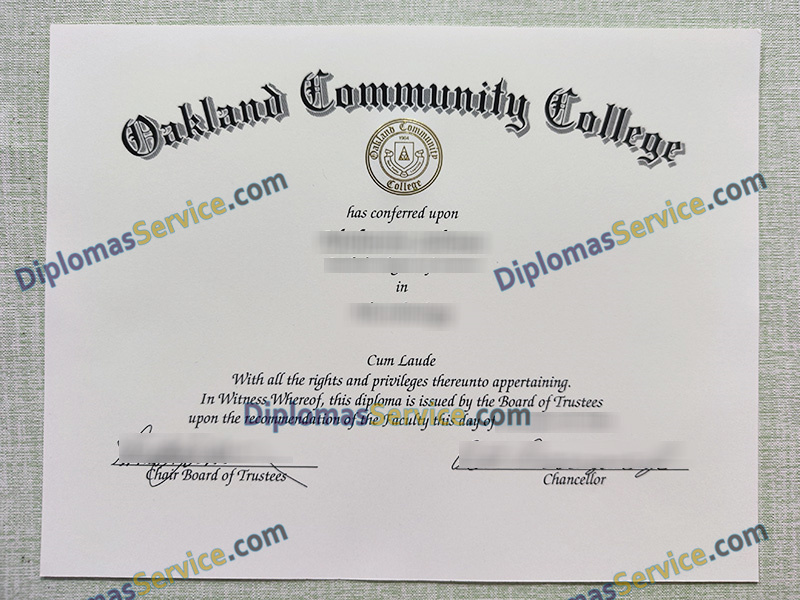 Oakland Community College
Oakland Community
1964
College
has conferred upon
in
Cum Laude
With all the rights and privileges thereunto appertaining.
In Witness Whereof, this diploma is issued by the Board of Trustees
upon the recommendation of the Faculty this day of
Chair Board of Trustees
Chancellor
DiplomasService.com
DiplomasService.com
DiplomasService.com
DiplomasService.com
DiplomasService.com